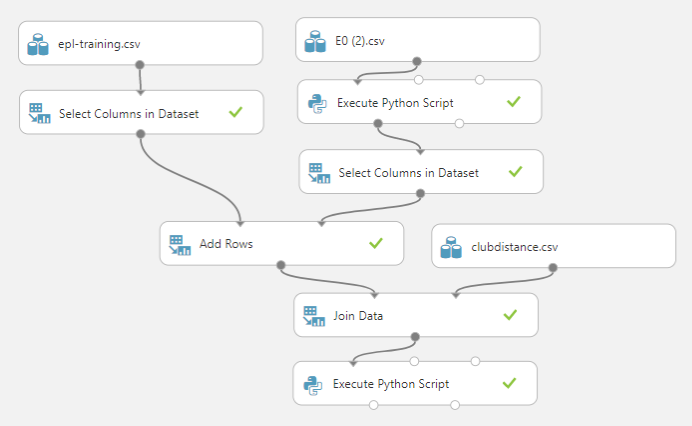 epl-training.csv
E0 (2).csv
Select Columns in Dataset
Execute Python Script
Select Columns in Dataset
Add Rows
clubdistance.csv
Join Data
Execute Python Script